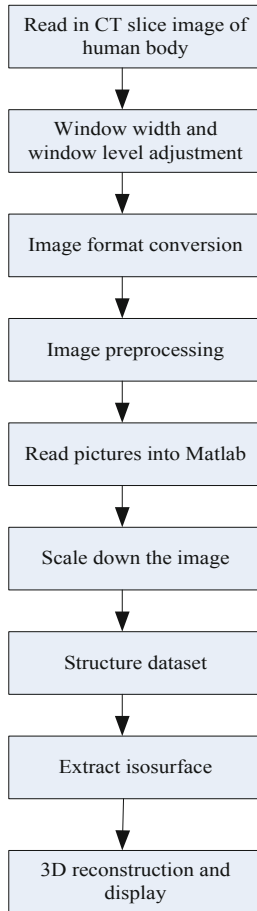 Read in CT slice image of
human body
Window width and
window level adjustment
Image format conversion
Image preprocessing
Read pictures into Matlab
Scale down the image
Structure dataset
Extract isosurface
3D reconstruction and
display